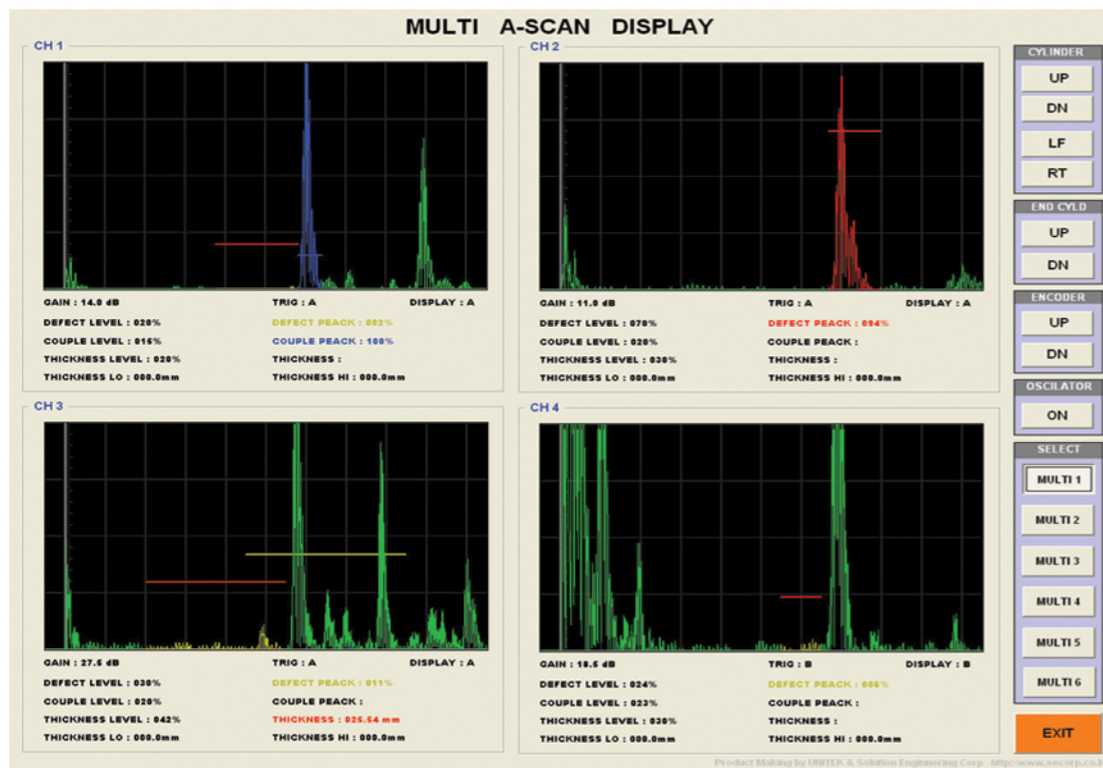 MULTI A-SCAN DISPLAY
CH 1
GAIN : 14.0 dB TRIG : A DISPLAY : A
DEFECT LEVEL : 020% DEFECT PEACK : 002%
COUPLE LEVEL : 015% COUPLE PEACK : 100%
THICKNESS LEVEL : 020% THICKNESS :
THICKNESS LO : 000.0mm THICKNESS HI : 000.0mm
CH 2
GAIN : 11.0 dB TRIG : A DISPLAY : A
DEFECT LEVEL : 070% DEFECT PEACK : 094%
COUPLE LEVEL : 020% COUPLE PEACK :
THICKNESS LEVEL : 030% THICKNESS :
THICKNESS LO : 000.0mm THICKNESS HI : 000.0mm
CH 3
GAIN : 27.5 dB TRIG : A DISPLAY : A
DEFECT LEVEL : 030% DEFECT PEACK : 011%
COUPLE LEVEL : 020% COUPLE PEACK :
THICKNESS LEVEL : 042% THICKNESS : 025.54 mm
THICKNESS LO : 000.0mm THICKNESS HI : 000.0mm
CH 4
GAIN : dB TRIG : B DISPLAY : B
DEFECT LEVEL : 024% DEFECT PEACK :
COUPLE LEVEL : 023% COUPLE PEACK :
THICKNESS LEVEL : 030% THICKNESS :
THICKNESS LO : 000.0mm THICKNESS HI : 000.0mm
CYLINDER
UP
DN
LF
RT
END CYLD
UP
DN
ENCODER
UP
DN
OSCILATOR
ON
SELECT
MULTI 1
MULTI 2
MULTI 3
MULTI 4
MULTI 5
MULTI 6
EXIT
Product Making by UNITEK & Solution Enginnering Corp http://www.secorp.co.k